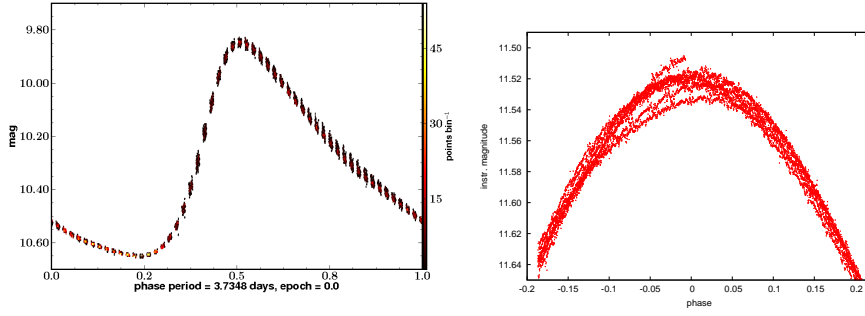 9.80
10.00
10.20
10.40
10.60
mag
0.0 0.2 0.5 0.8 1.0
phase period = 3.7348 days, epoch = 0.0
45
30
15
points bin⁻¹
11.50
11.52
11.54
11.56
11.58
11.60
11.62
11.64
instr. magnitude
-0.2 -0.15 -0.1 -0.05 0 0.05 0.1 0.15 0.2
phase